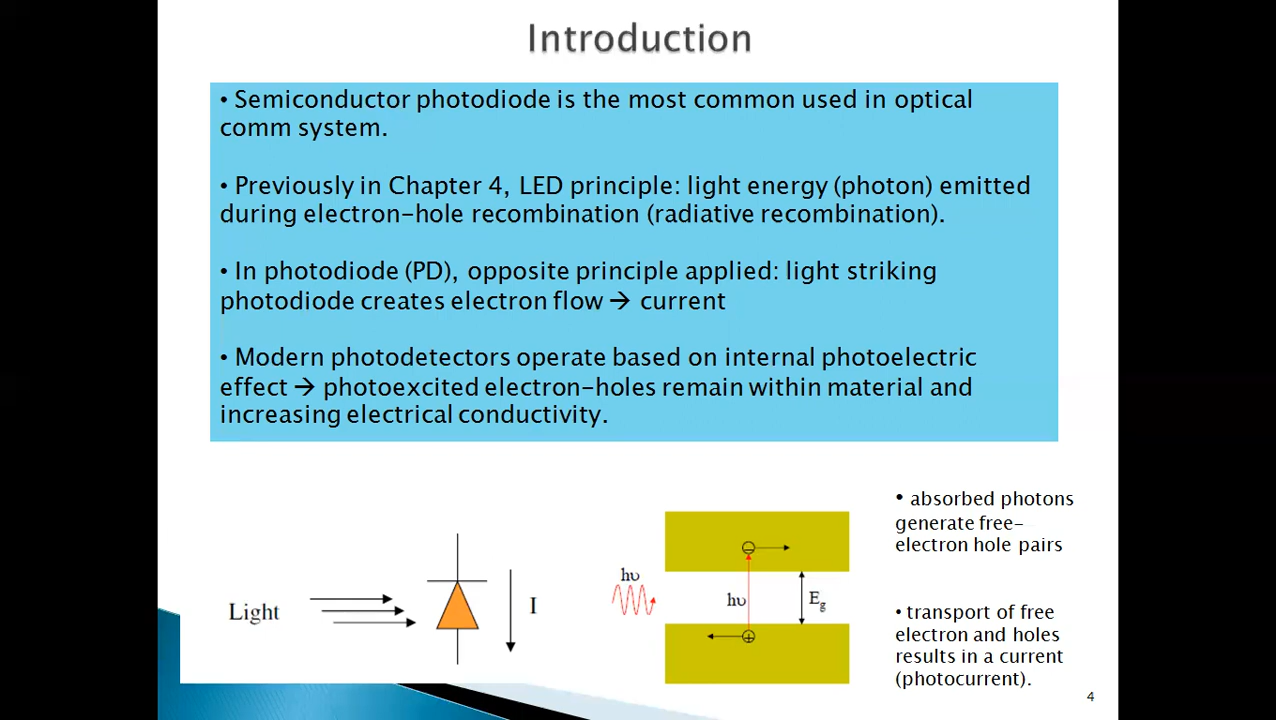 Introduction
• Semiconductor photodiode is the most common used in optical
comm system.
• Previously in Chapter 4, LED principle: light energy (photon) emitted
during electron-hole recombination (radiative recombination).
• In photodiode (PD), opposite principle applied: light striking
photodiode creates electron flow → current
• Modern photodetectors operate based on internal photoelectric
effect → photoexcited electron-holes remain within material and
increasing electrical conductivity.
Light
I
hυ
hυ
Eg
• absorbed photons
generate free-
electron hole pairs
• transport of free
electron and holes
results in a current
(photocurrent).
4